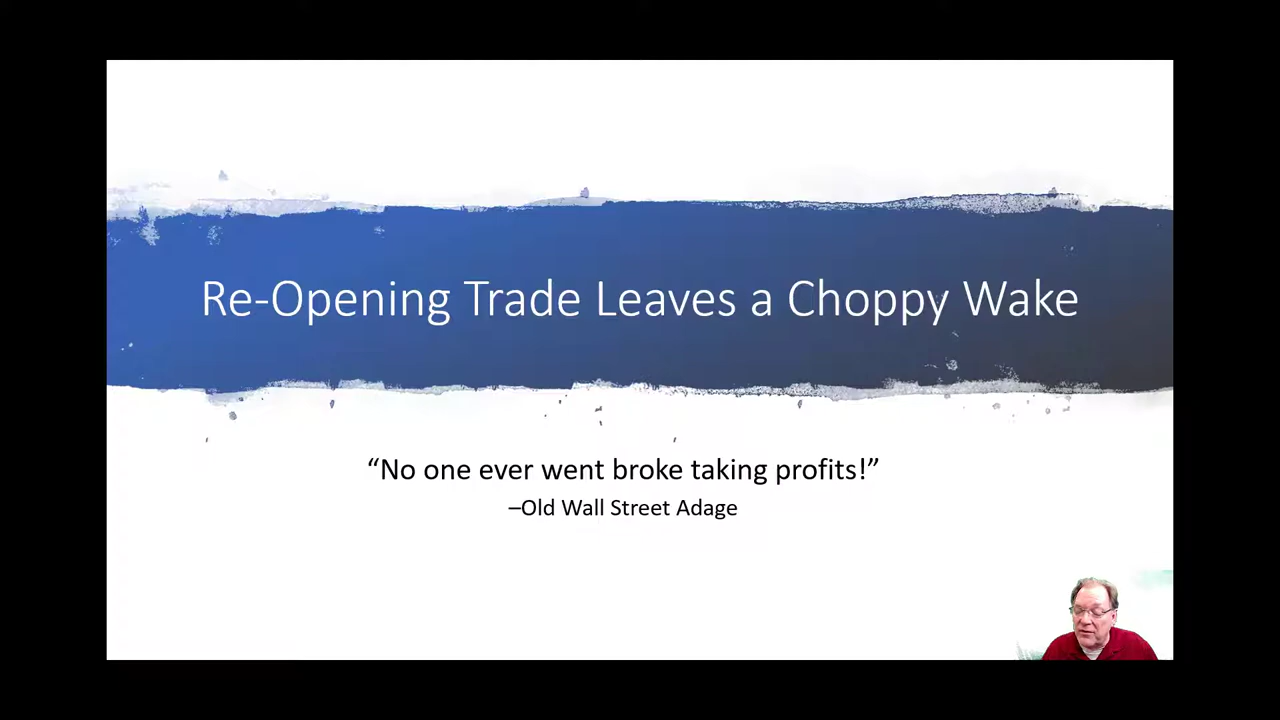 Re-Opening Trade Leaves a Choppy Wake
“No one ever went broke taking profits!”
–Old Wall Street Adage